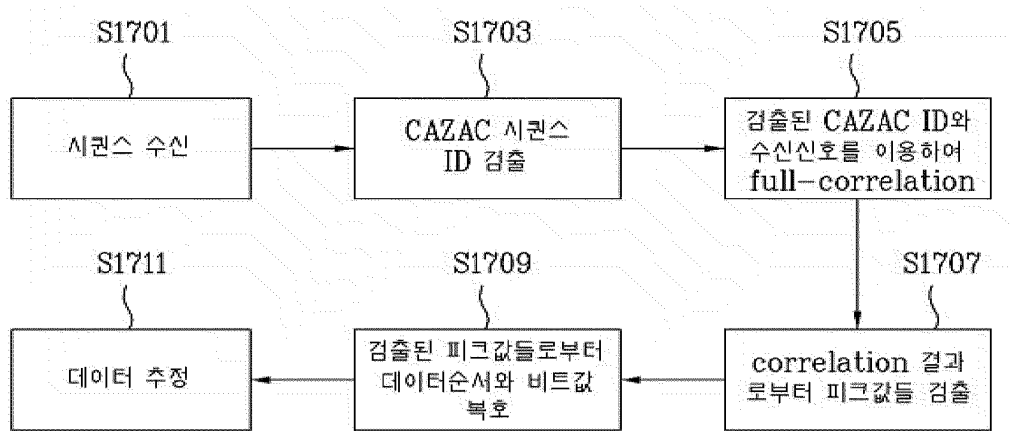 S1701
S1703
S1705
시퀀스 수신
CAZAC 시퀀스
ID 검출
검출된 CAZAC ID와
수신신호를 이용하여
full-correlation
S1711
S1709
S1707
데이터 추정
검출된 피크값들로부터
데이터순서와 비트값
복호
correlation 결과
로부터 피크값들 검출